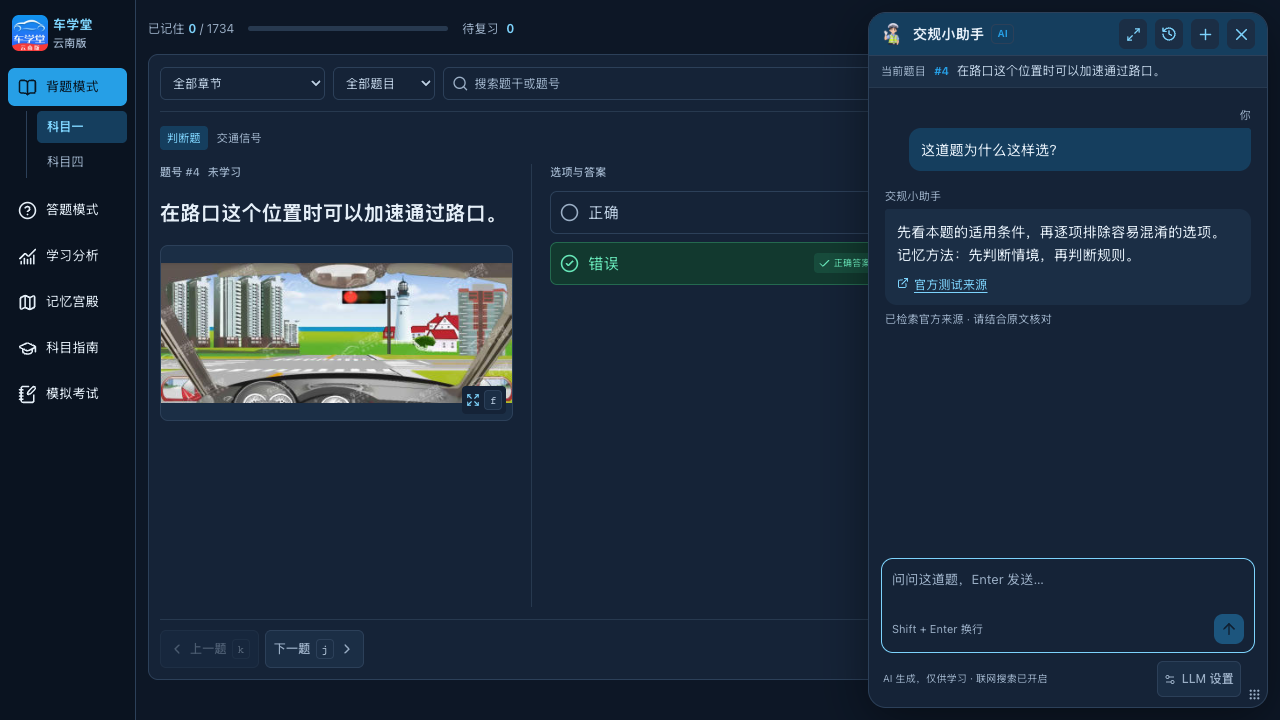 车学堂
云南版
背题模式
科目一
科目四
答题模式
学习分析
记忆宫殿
科目指南
模拟考试
已记住 0 / 1734
待复习 0
全部章节
全部题目
搜索题干或题号
判断题 交通信号
题号 #4 未学习
在路口这个位置时可以加速通过路口。
f
选项与答案
正确
错误
正确答案
上一题 k
下一题 j
交规小助手 AI
当前题目 #4 在路口这个位置时可以加速通过路口。
你
这道题为什么这样选?
交规小助手
先看本题的适用条件，再逐项排除容易混淆的选项。
记忆方法：先判断情境，再判断规则。
官方测试来源
已检索官方来源 · 请结合原文核对
问问这道题，Enter 发送...
Shift + Enter 换行
AI 生成，仅供学习 · 联网搜索已开启
LLM 设置